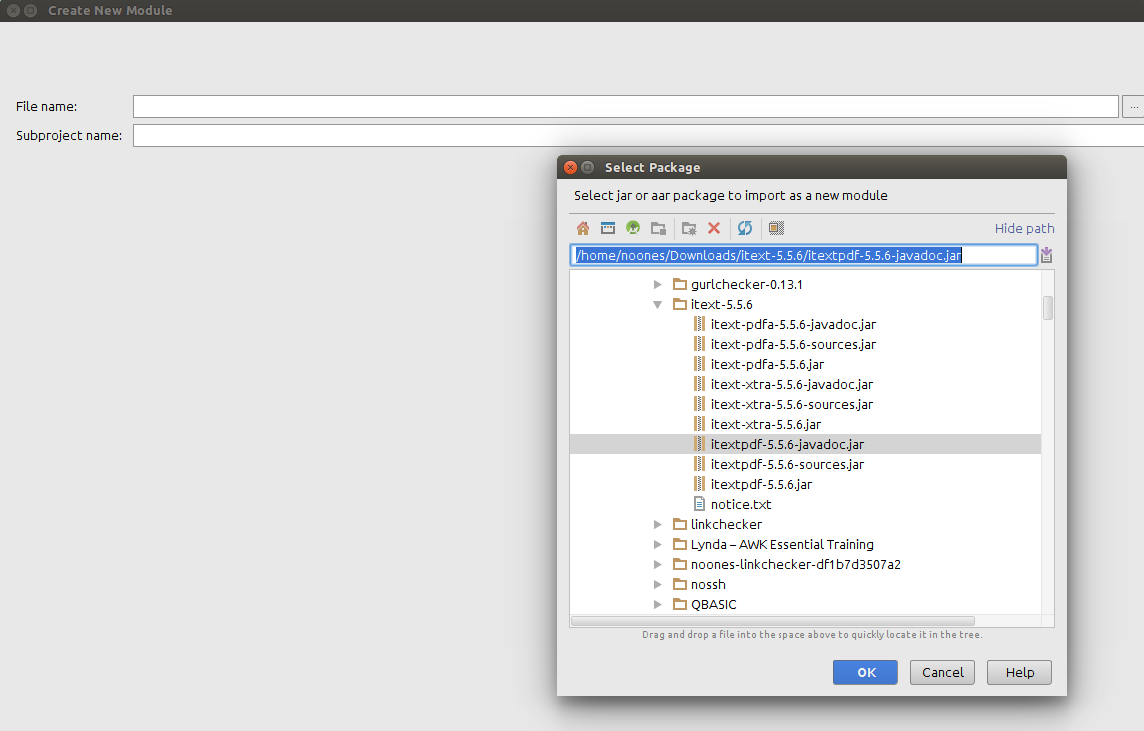 Create New Module
File name:
...
Subproject name:
Select Package
Select jar or aar package to import as a new module
Hide path
/home/noones/Downloads/itext-5.5.6/itextpdf-5.5.6-javadoc.jar
gurlchecker-0.13.1
itext-5.5.6
itext-pdfa-5.5.6-javadoc.jar
itext-pdfa-5.5.6-sources.jar
itext-pdfa-5.5.6.jar
itext-xtra-5.5.6-javadoc.jar
itext-xtra-5.5.6-sources.jar
itext-xtra-5.5.6.jar
itextpdf-5.5.6-javadoc.jar
itextpdf-5.5.6-sources.jar
itextpdf-5.5.6.jar
notice.txt
linkchecker
Lynda – AWK Essential Training
noones-linkchecker-df1b7d3507a2
nossh
QBASIC
Drag and drop a file into the space above to quickly locate it in the tree.
OK Cancel Help